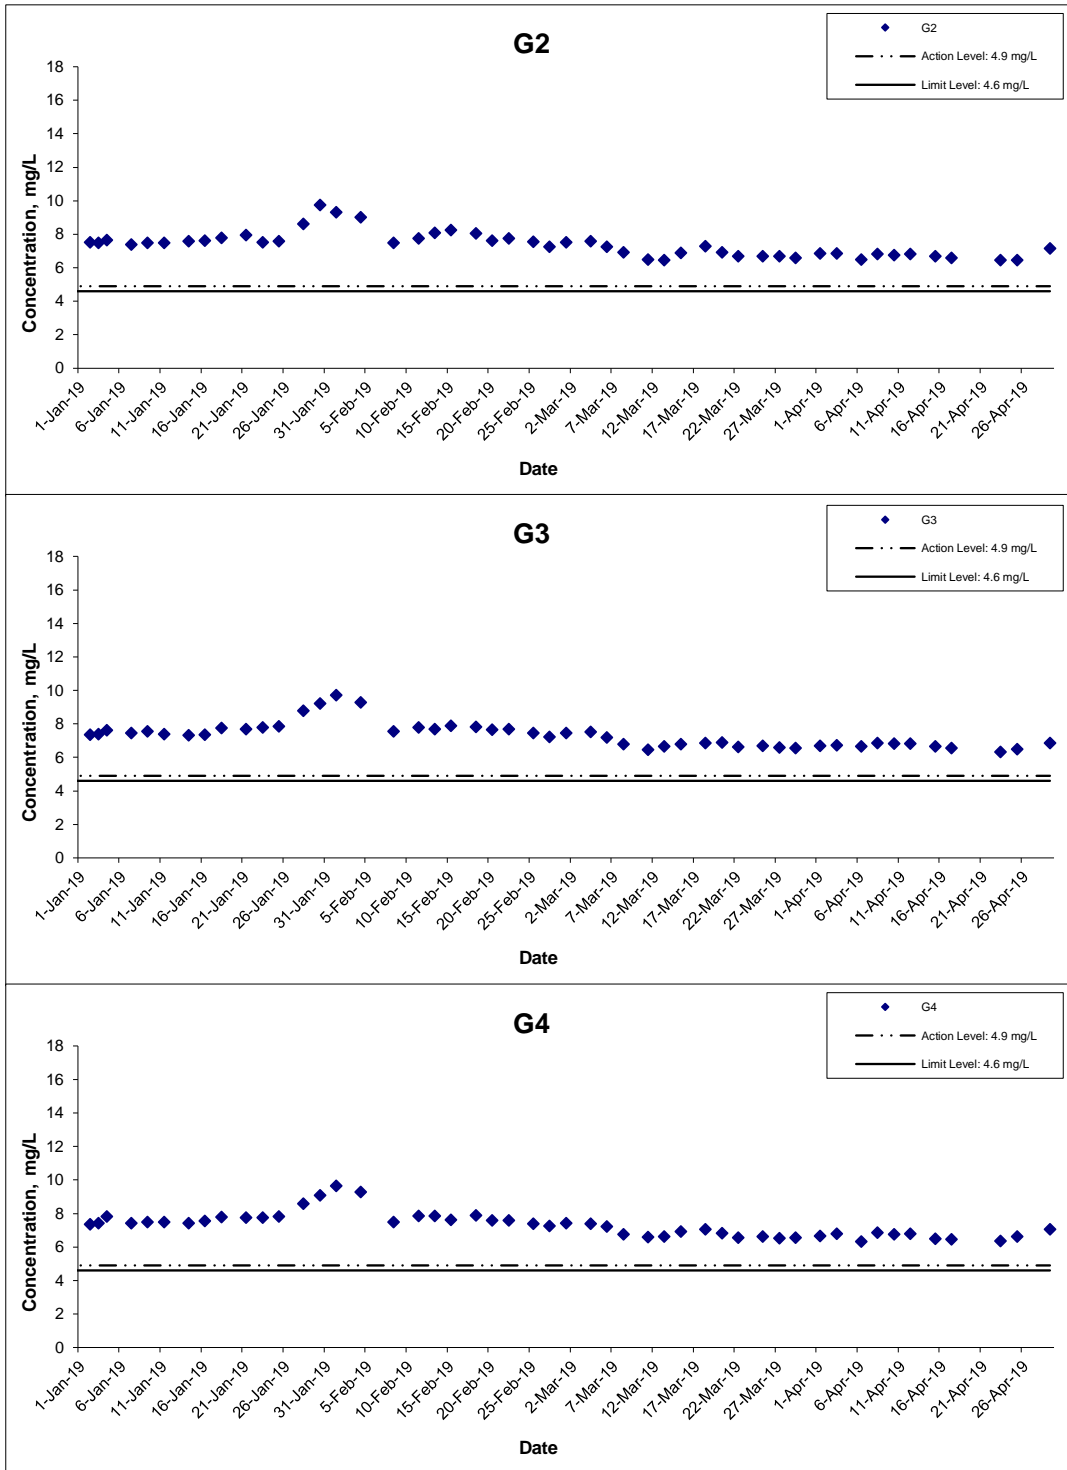 G2
G2
Action Level: 4.9 mg/L
Limit Level: 4.6 mg/L
Concentration, mg/L
18
16
14
12
10
8
6
4
2
0
1-Jan-19 6-Jan-19 11-Jan-19 16-Jan-19 21-Jan-19 26-Jan-19 31-Jan-19 5-Feb-19 10-Feb-19 15-Feb-19 20-Feb-19 25-Feb-19 2-Mar-19 7-Mar-19 12-Mar-19 17-Mar-19 22-Mar-19 27-Mar-19 1-Apr-19 6-Apr-19 11-Apr-19 16-Apr-19 21-Apr-19 26-Apr-19
Date
G3
G3
Action Level: 4.9 mg/L
Limit Level: 4.6 mg/L
Concentration, mg/L
18
16
14
12
10
8
6
4
2
0
1-Jan-19 6-Jan-19 11-Jan-19 16-Jan-19 21-Jan-19 26-Jan-19 31-Jan-19 5-Feb-19 10-Feb-19 15-Feb-19 20-Feb-19 25-Feb-19 2-Mar-19 7-Mar-19 12-Mar-19 17-Mar-19 22-Mar-19 27-Mar-19 1-Apr-19 6-Apr-19 11-Apr-19 16-Apr-19 21-Apr-19 26-Apr-19
Date
G4
G4
Action Level: 4.9 mg/L
Limit Level: 4.6 mg/L
Concentration, mg/L
18
16
14
12
10
8
6
4
2
0
1-Jan-19 6-Jan-19 11-Jan-19 16-Jan-19 21-Jan-19 26-Jan-19 31-Jan-19 5-Feb-19 10-Feb-19 15-Feb-19 20-Feb-19 25-Feb-19 2-Mar-19 7-Mar-19 12-Mar-19 17-Mar-19 22-Mar-19 27-Mar-19 1-Apr-19 6-Apr-19 11-Apr-19 16-Apr-19 21-Apr-19 26-Apr-19
Date